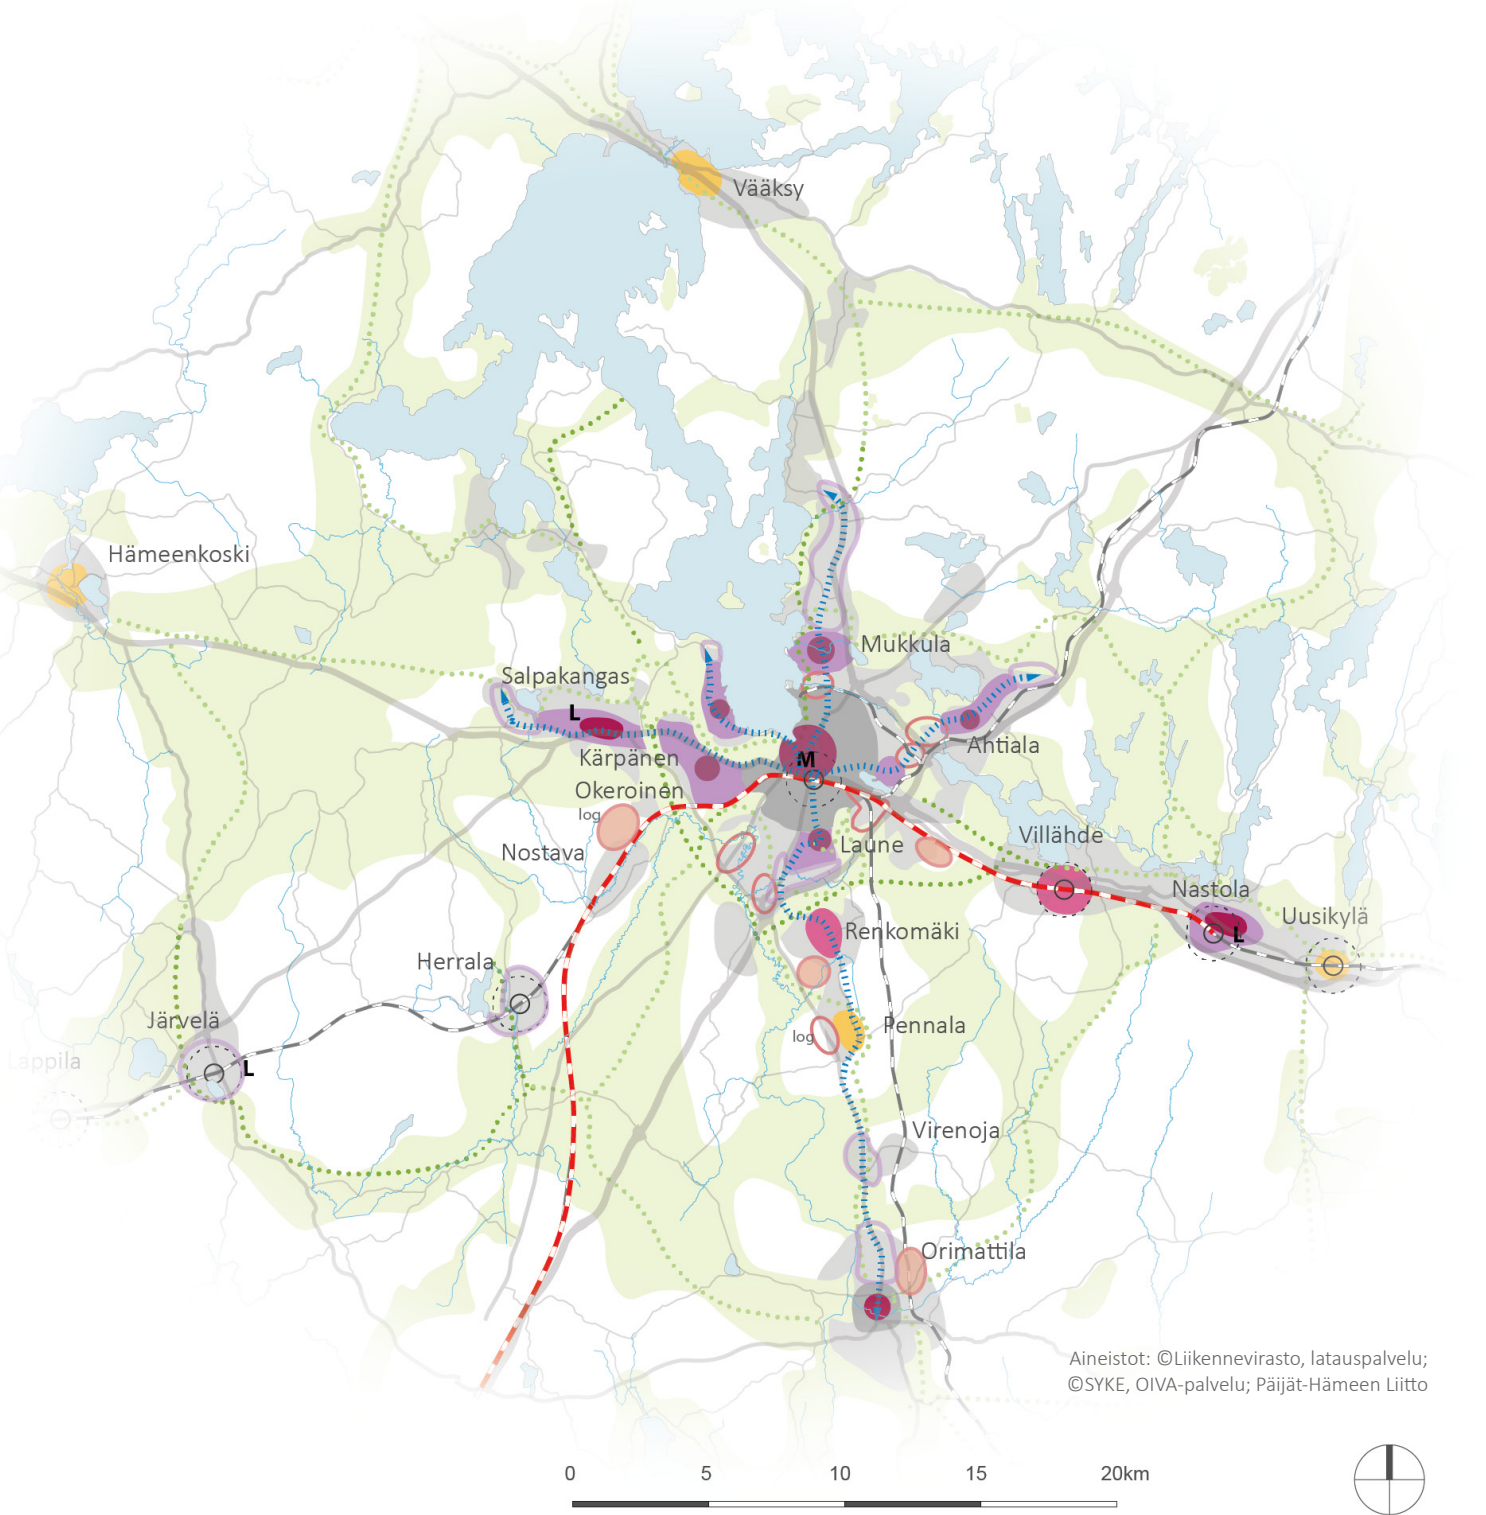 Vääksy
Hämeenkoski
Mukkula
Salpakangas
L
Ahtiala
Kärpänen
M
Okeroinen
log
Villähde
Laune
Nostava
Nastola
Uusikylä
L
Renkomäki
Herrala
Järvelä
Pennala
log
Lappila
L
Virenoja
Orimattila
Aineistot: ©Liikennevirasto, latauspalvelu;
©SYKE, OIVA-palvelu; Päijät-Hämeen Liitto
0 5 10 15 20km